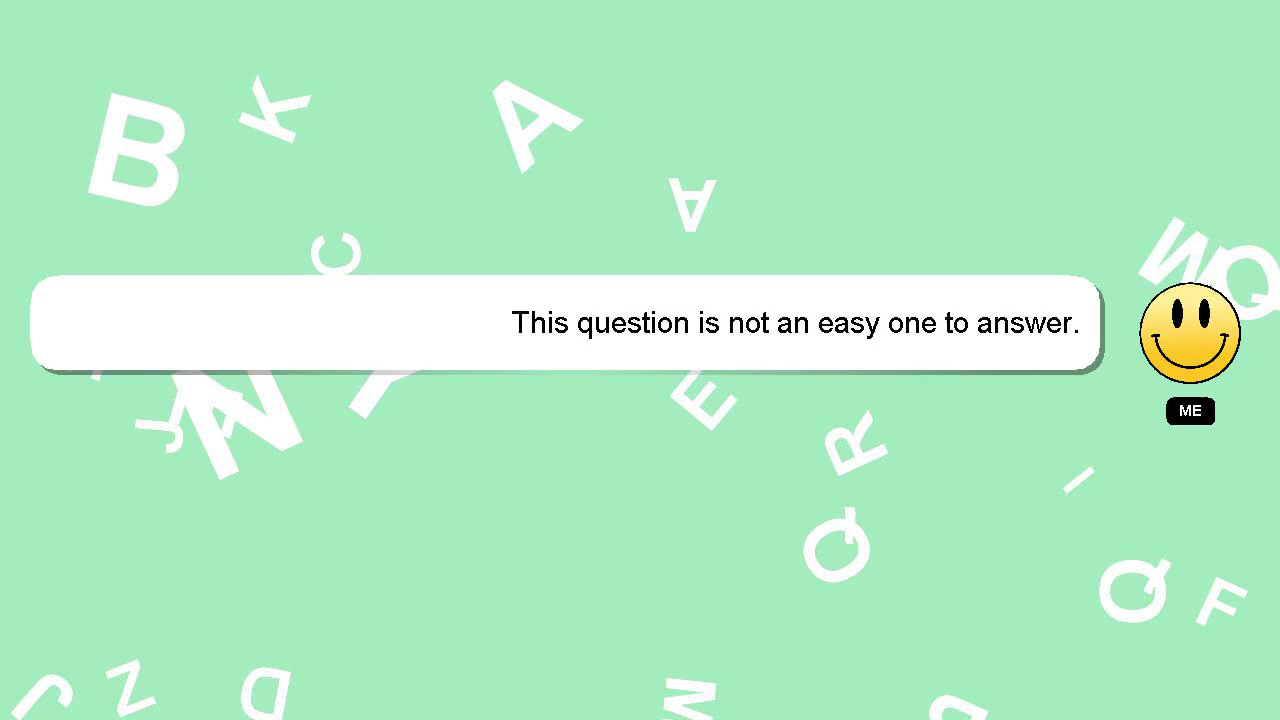 B
K
A
A
C
W
Q
This question is not an easy one to answer.
ME
J
A
N
Y
E
R
I
Q
Q
F
J
Z
D
M